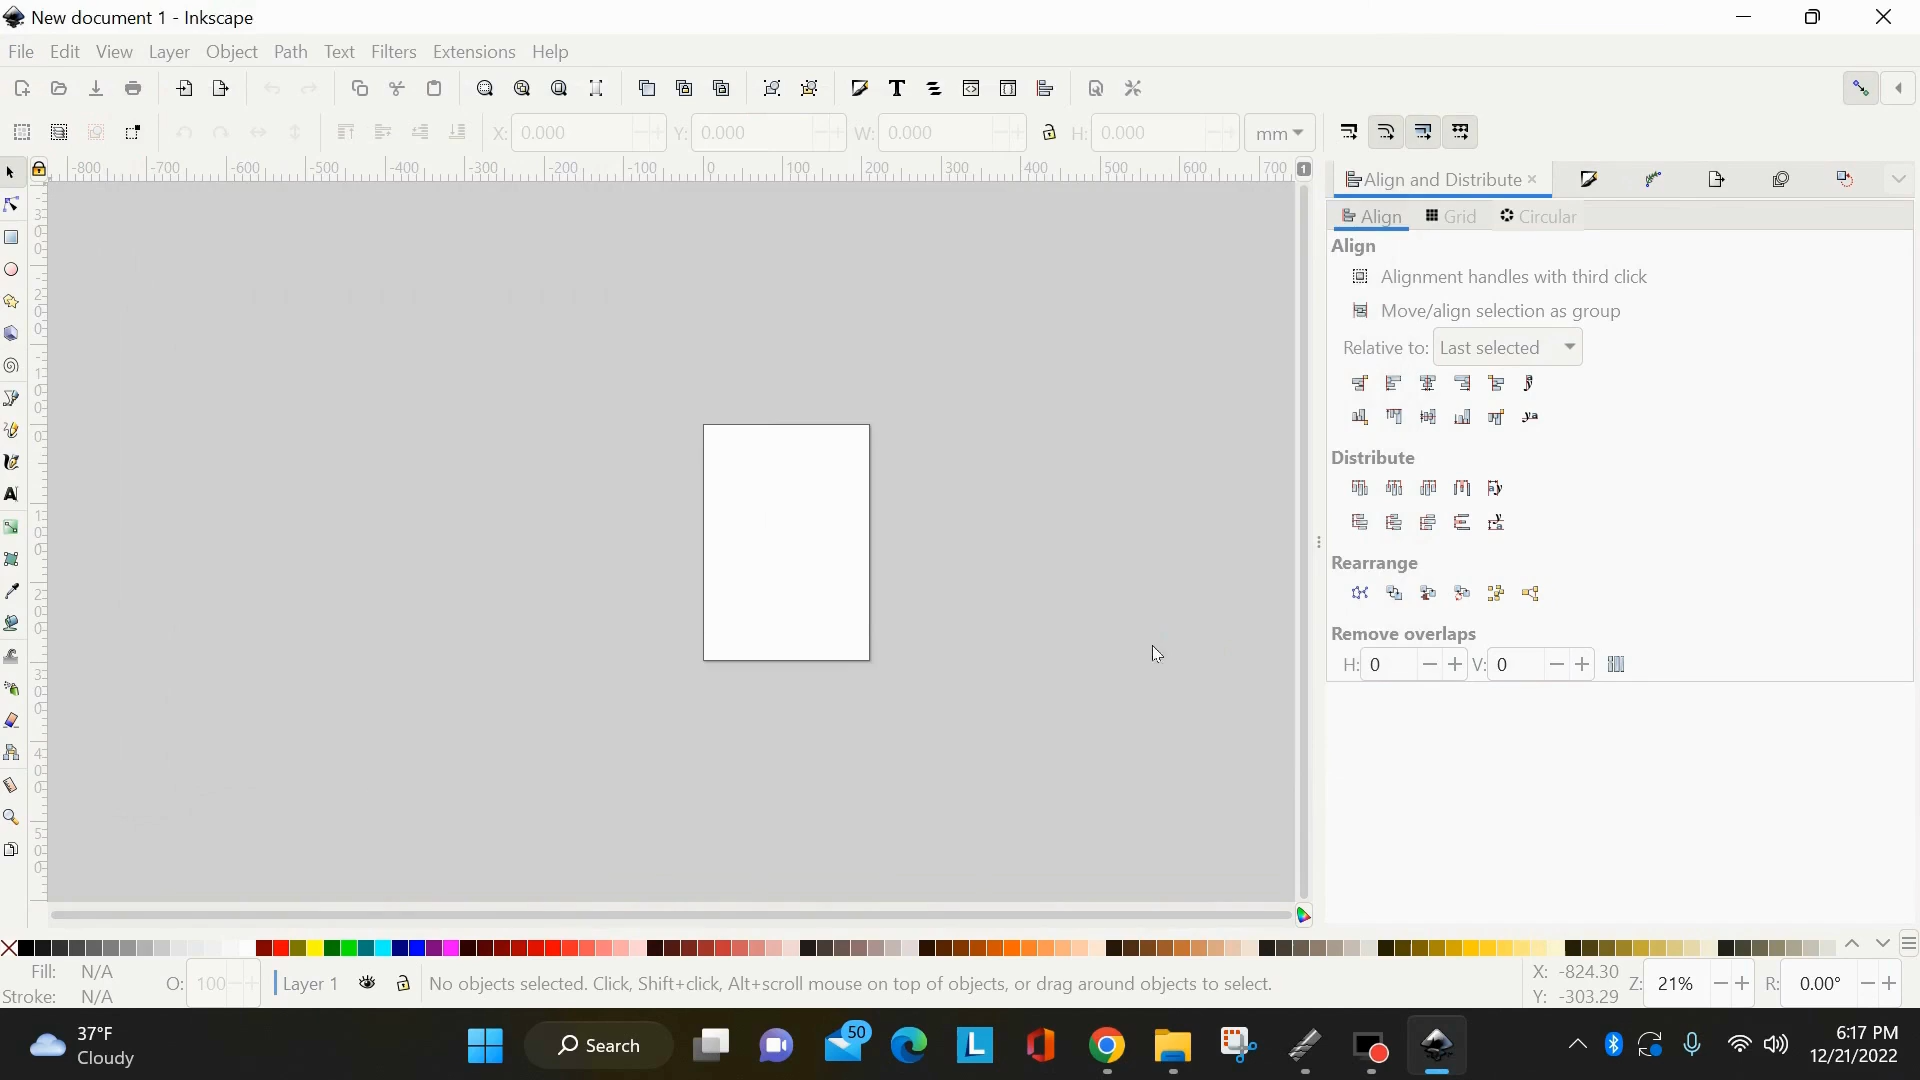 New document 1 - Inkscape
File Edit View Layer Object Path Text Filters Extensions Help
X: 0.000 Y: 0.000 W: 0.000 H: 0.000 mm
-800 -700 -600 -500 -400 -300 -200 -100 0 100 200 300 400 500 600 700 1
Align and Distribute
Align Grid Circular
Align
Alignment handles with third click
Move/align selection as group
Relative to: Last selected
Distribute
Rearrange
Remove overlaps
H: 0 V: 0
Fill: N/A
Stroke: N/A
O: 100
Layer 1
No objects selected. Click, Shift+click, Alt+scroll mouse on top of objects, or drag around objects to select.
X: -824.30
Y: -303.29
Z: 21% R: 0.00°
37°F
Cloudy
Search
50
6:17 PM
12/21/2022